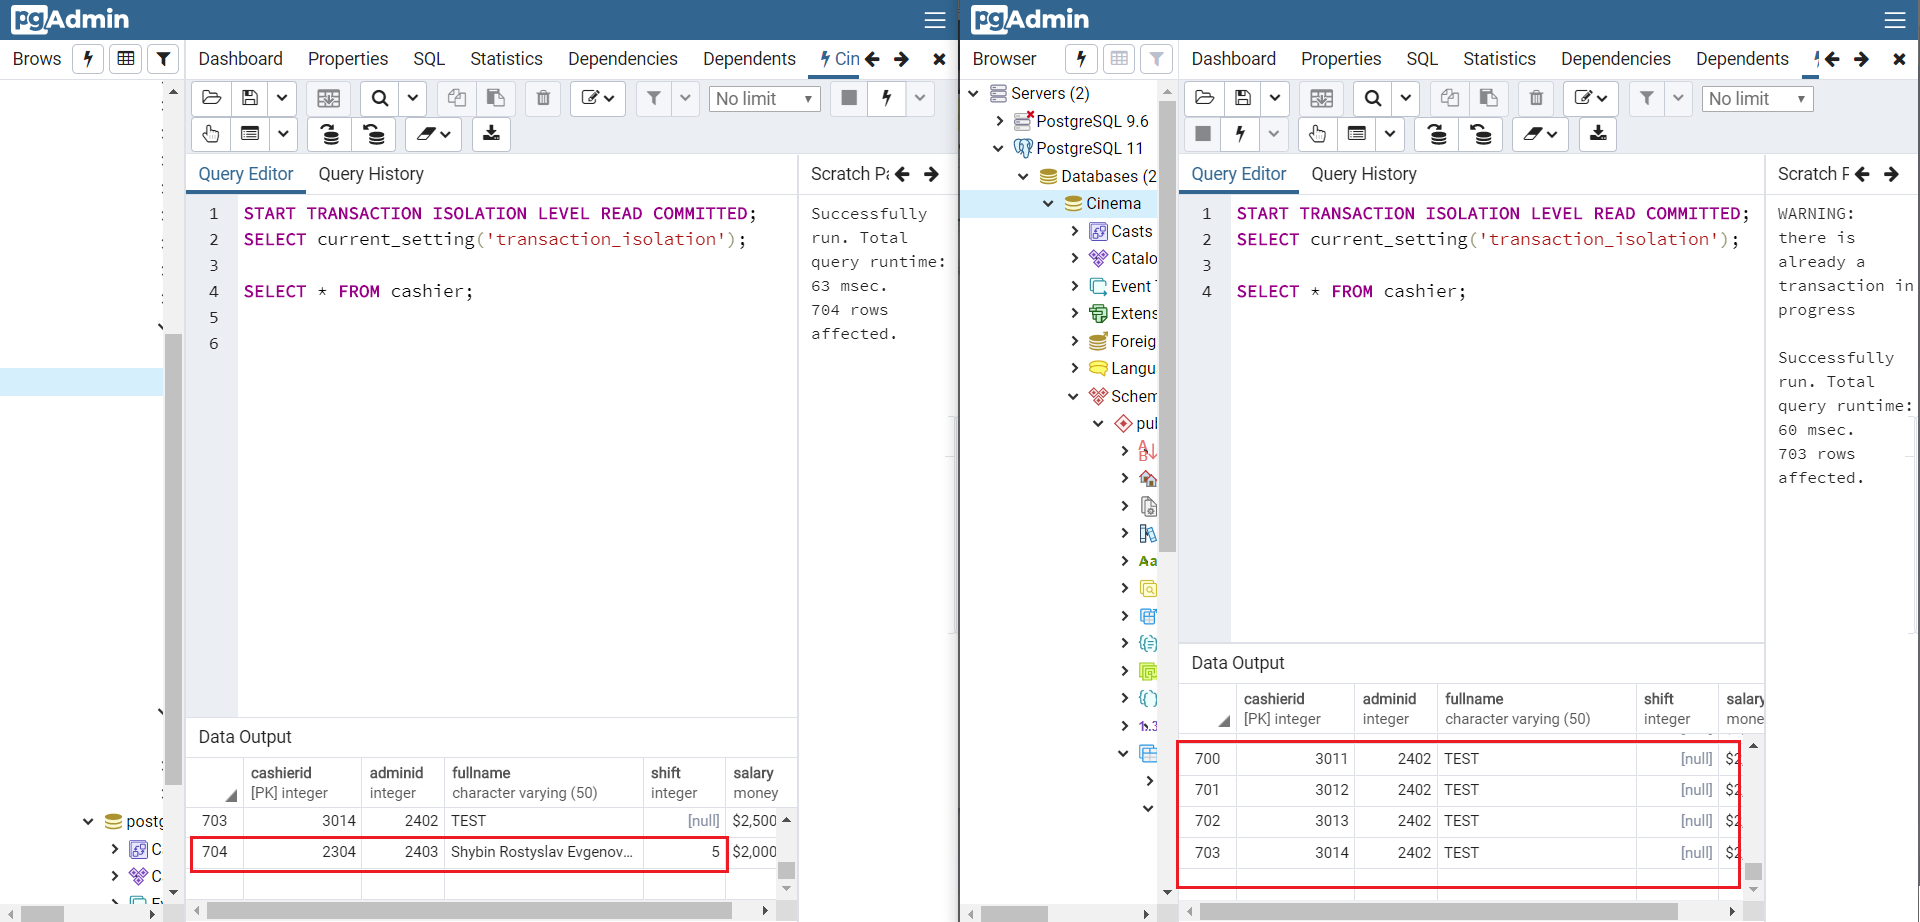 pgAdmin
Brows
Dashboard Properties SQL Statistics Dependencies Dependents Cin
No limit
Query Editor Query History
Scratch Pa
1 START TRANSACTION ISOLATION LEVEL READ COMMITTED;
2 SELECT current_setting('transaction_isolation');
3
4 SELECT * FROM cashier;
5
6
Successfully
run. Total
query runtime:
63 msec.
704 rows
affected.
Data Output
cashierid adminid fullname shift salary
[PK] integer integer character varying (50) integer money
703 3014 2402 TEST [null] $2,500
704 2304 2403 Shybin Rostyslav Evgenov... 5 $2,000
postg
C
C
E
pgAdmin
Browser
Dashboard Properties SQL Statistics Dependencies Dependents
No limit
Servers (2)
PostgreSQL 9.6
PostgreSQL 11
Databases (2
Cinema
Casts
Catalo
Event T
Extens
Foreig
Langu
Schem
pul
Aa
1.3
Query Editor Query History
Scratch P
1 START TRANSACTION ISOLATION LEVEL READ COMMITTED;
2 SELECT current_setting('transaction_isolation');
3
4 SELECT * FROM cashier;
WARNING:
there is
already a
transaction in
progress
Successfully
run. Total
query runtime:
60 msec.
703 rows
affected.
Data Output
cashierid adminid fullname shift salary
[PK] integer integer character varying (50) integer mone
700 3011 2402 TEST [null] $2
701 3012 2402 TEST [null] $2
702 3013 2402 TEST [null] $2
703 3014 2402 TEST [null] $2